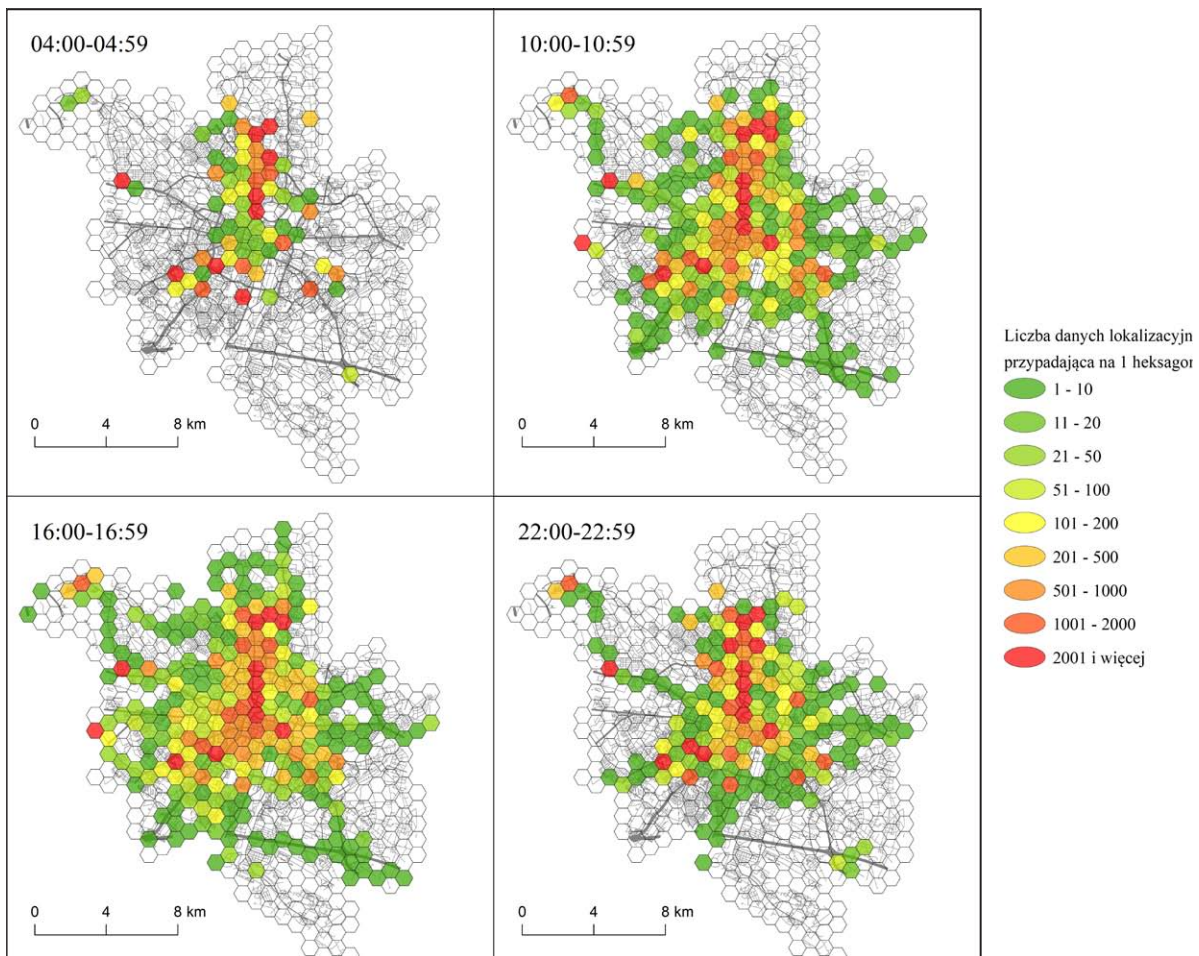 04:00-04:59
10:00-10:59
0 4 8 km
0 4 8 km
16:00-16:59
22:00-22:59
0 4 8 km
0 4 8 km
Liczba danych lokalizacyjn
przypadająca na 1 heksagon
1 - 10
11 - 20
21 - 50
51 - 100
101 - 200
201 - 500
501 - 1000
1001 - 2000
2001 i więcej